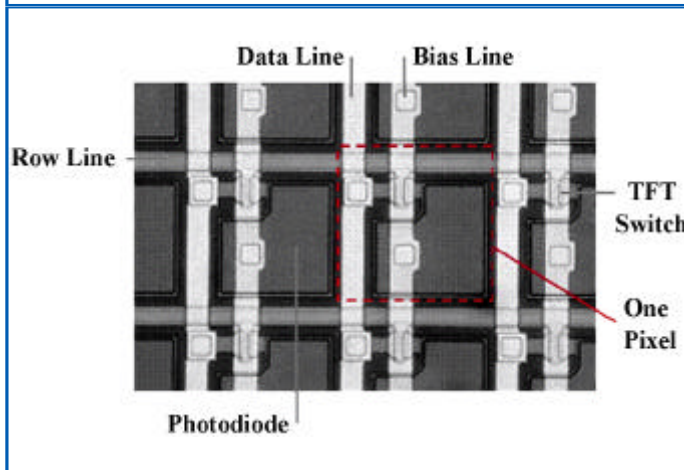 Data Line
Bias Line
Row Line
TFT
Switch
One
Pixel
Photodiode